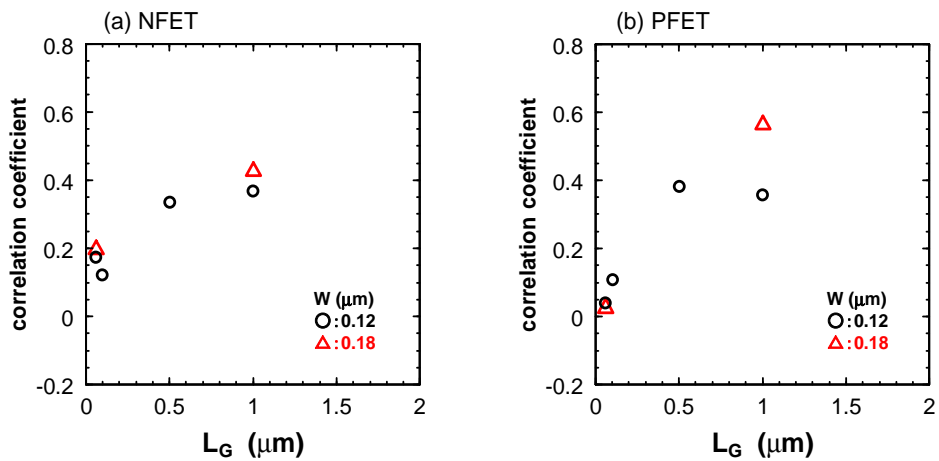 (a) NFET
0.8
0.6
0.4
0.2
0
-0.2
correlation coefficient
W (μm)
:0.12
:0.18
0 0.5 1 1.5 2
L_G (μm)
(b) PFET
0.8
0.6
0.4
0.2
0
-0.2
correlation coefficient
W (μm)
:0.12
:0.18
0 0.5 1 1.5 2
L_G (μm)